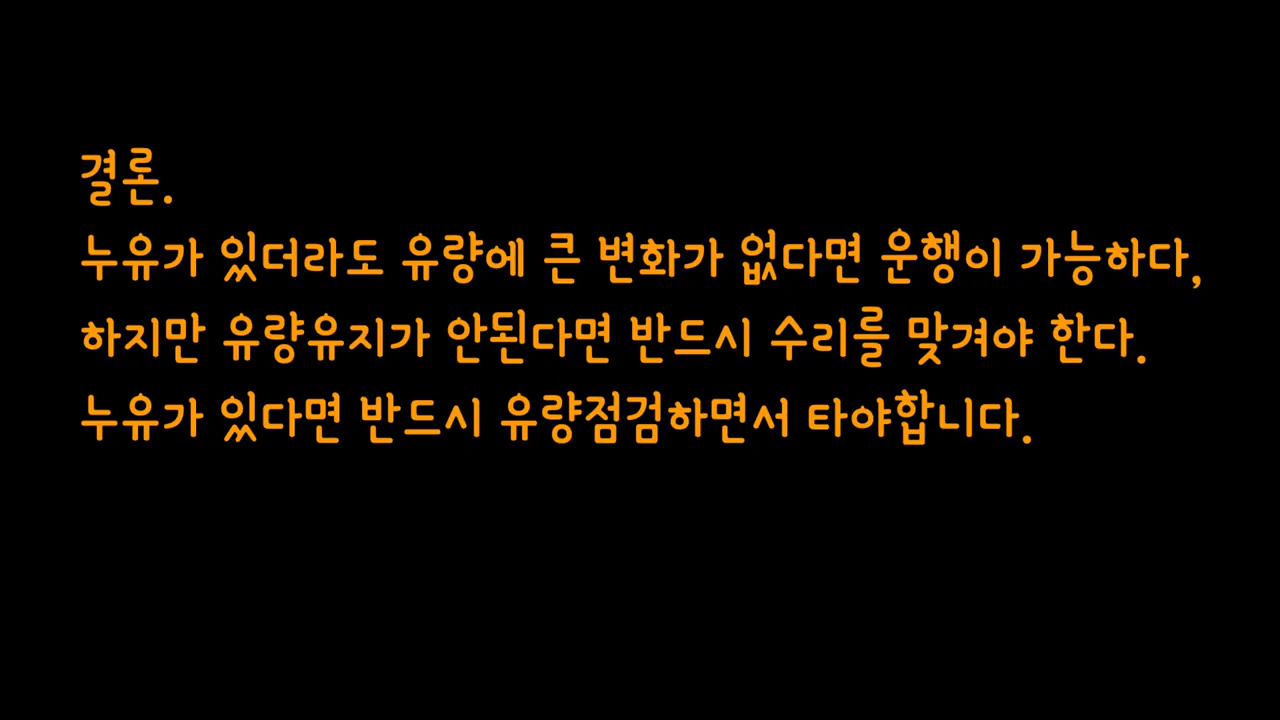 결론.
누유가 있더라도 유량에 큰 변화가 없다면 운행이 가능하다,
하지만 유량유지가 안된다면 반드시 수리를 맞겨야 한다.
누유가 있다면 반드시 유량점검하면서 타야합니다.